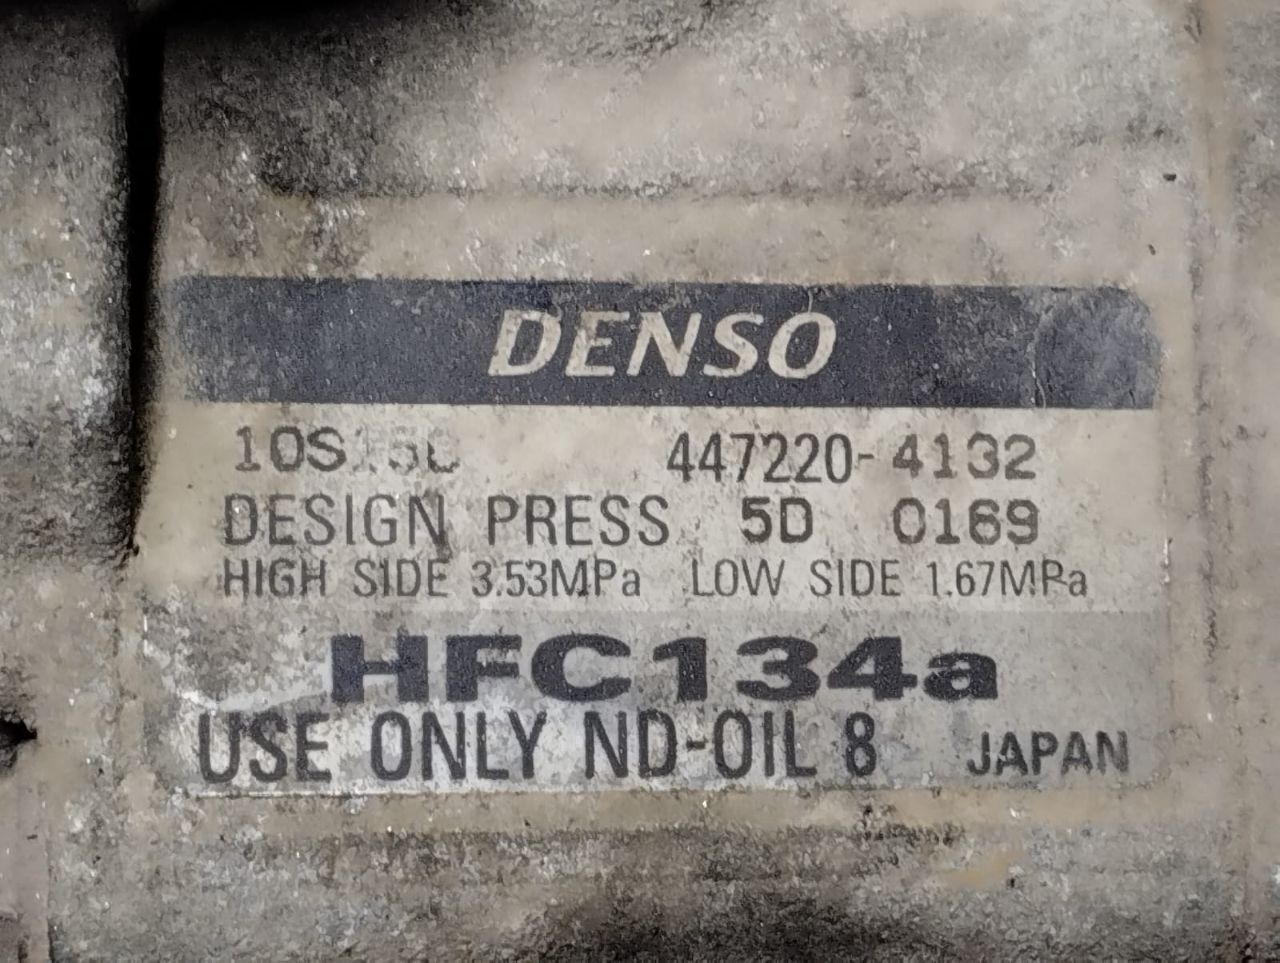 DENSO
10S15C 447220-4132
DESIGN PRESS 5D 0169
HIGH SIDE 3.53MPa LOW SIDE 1.67MPa
HFC134a
USE ONLY ND-OIL 8 JAPAN